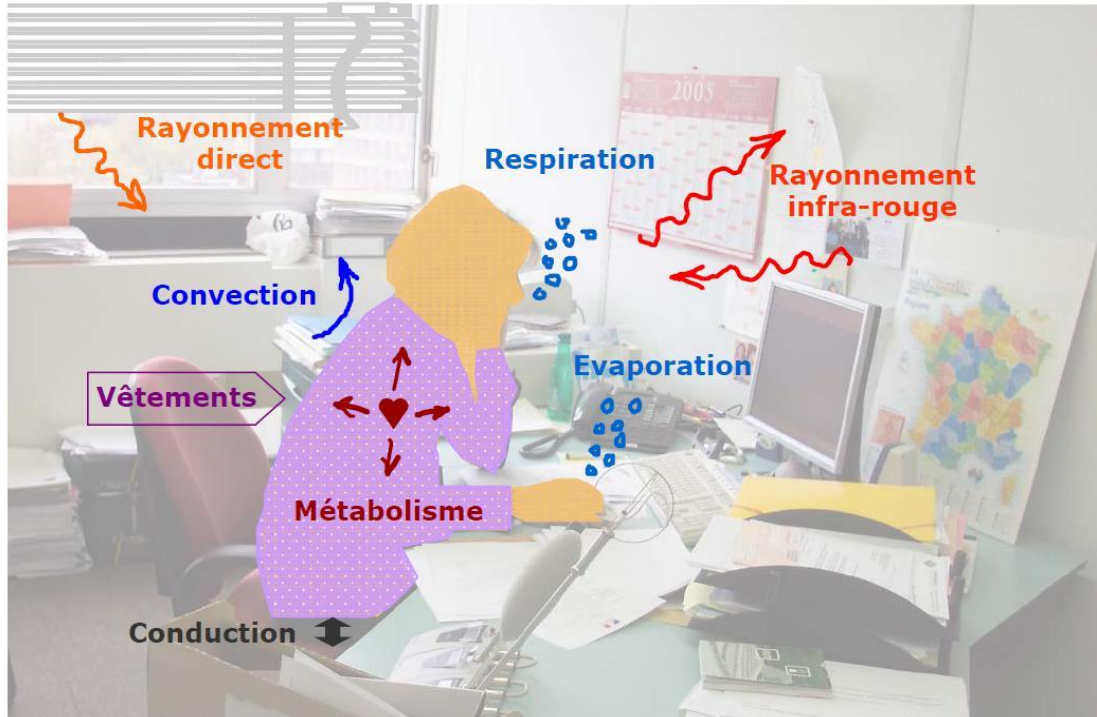 2005
Rayonnement
direct
Respiration
Rayonnement
infra-rouge
Convection
Evaporation
Vêtements
Métabolisme
Conduction